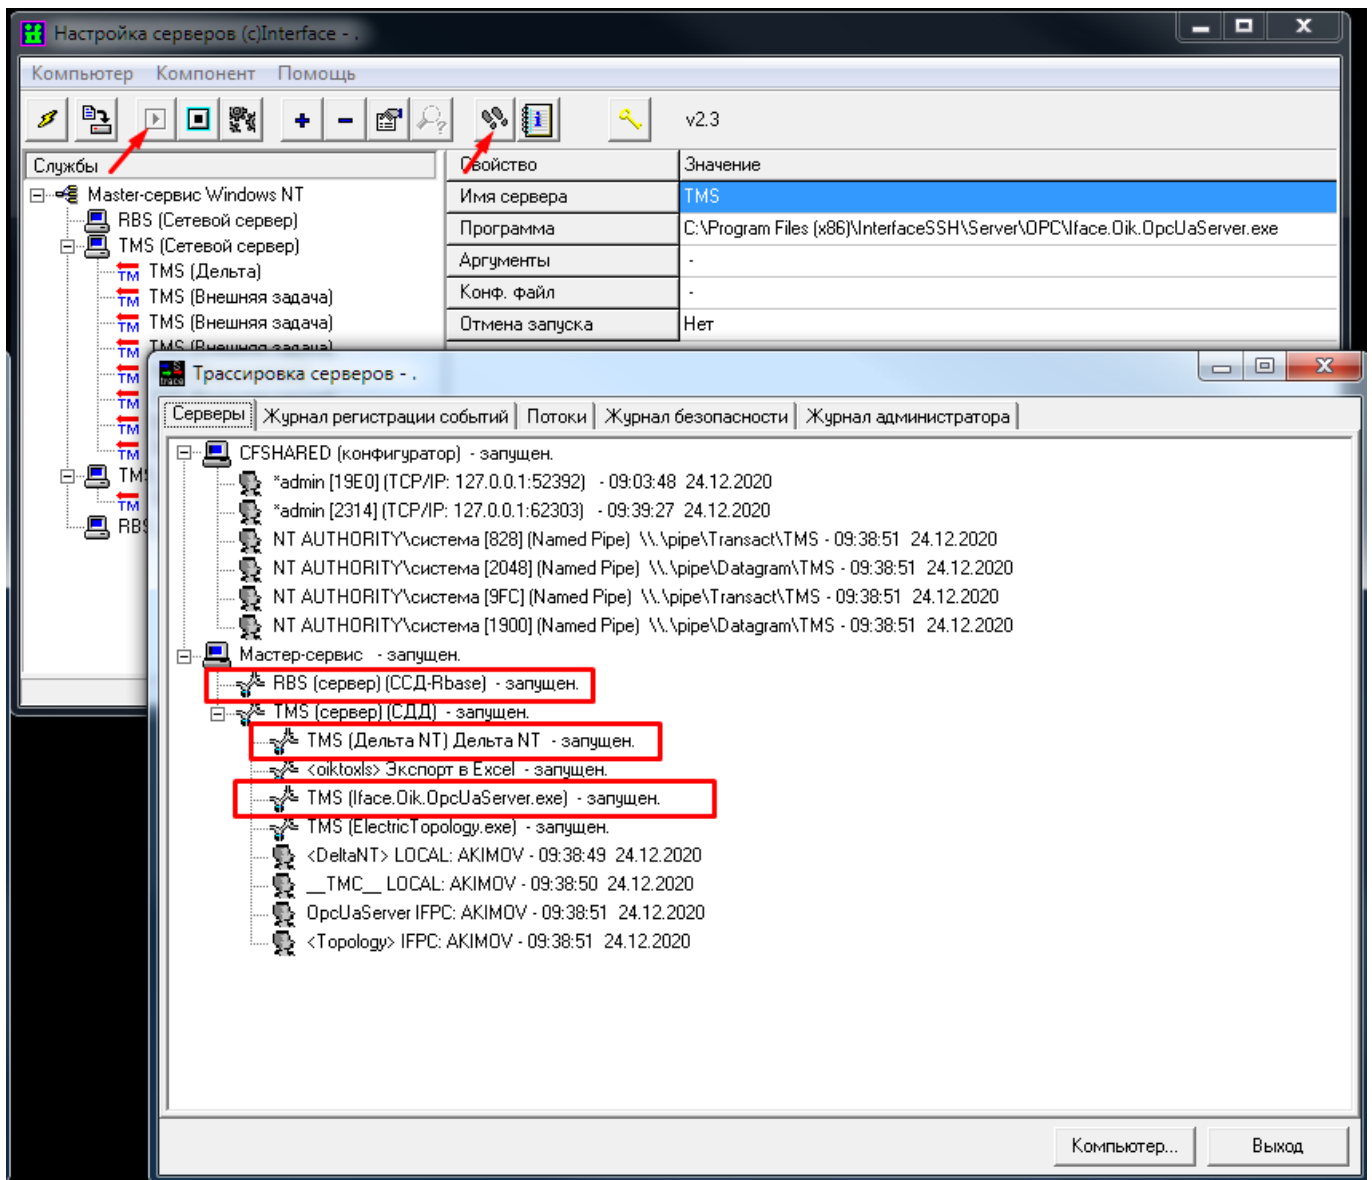 Настройка серверов (c)Interface - .
Компьютер Компонент Помощь
v2.3
Службы
Свойство Значение
Master-сервис Windows NT
Имя сервера TMS
RBS (Сетевой сервер)
Программа C:\Program Files (x86)\InterfaceSSH\Server\OPC\Iface.Oik.OpcUaServer.exe
TMS (Сетевой сервер)
Аргументы -
TMS (Дельта)
Конф. файл -
TMS (Внешняя задача)
Отмена запуска Нет
TMS (Внешняя задача)
TMS (Внешняя задача)
TMS
RBS
Трассировка серверов - .
Серверы Журнал регистрации событий Потоки Журнал безопасности Журнал администратора
CFSHARED (конфигуратор) - запущен.
*admin [19E0] (TCP/IP: 127.0.0.1:52392) - 09:03:48 24.12.2020
*admin [2314] (TCP/IP: 127.0.0.1:62303) - 09:39:27 24.12.2020
NT AUTHORITY\система [828] (Named Pipe) \\.\pipe\Transact\TMS - 09:38:51 24.12.2020
NT AUTHORITY\система [2048] (Named Pipe) \\.\pipe\Datagram\TMS - 09:38:51 24.12.2020
NT AUTHORITY\система [9FC] (Named Pipe) \\.\pipe\Transact\TMS - 09:38:51 24.12.2020
NT AUTHORITY\система [1900] (Named Pipe) \\.\pipe\Datagram\TMS - 09:38:51 24.12.2020
Мастер-сервис - запущен.
RBS (сервер) (ССД-Rbase) - запущен.
TMS (сервер) (СДД) - запущен.
TMS (Дельта NT) Дельта NT - запущен.
<oiktoxls> Экспорт в Excel - запущен.
TMS (Iface.Oik.OpcUaServer.exe) - запущен.
TMS (ElectricTopology.exe) - запущен.
<DeltaNT> LOCAL: AKIMOV - 09:38:49 24.12.2020
__TMC__ LOCAL: AKIMOV - 09:38:50 24.12.2020
OpcUaServer IFPC: AKIMOV - 09:38:51 24.12.2020
<Topology> IFPC: AKIMOV - 09:38:51 24.12.2020
Компьютер... Выход